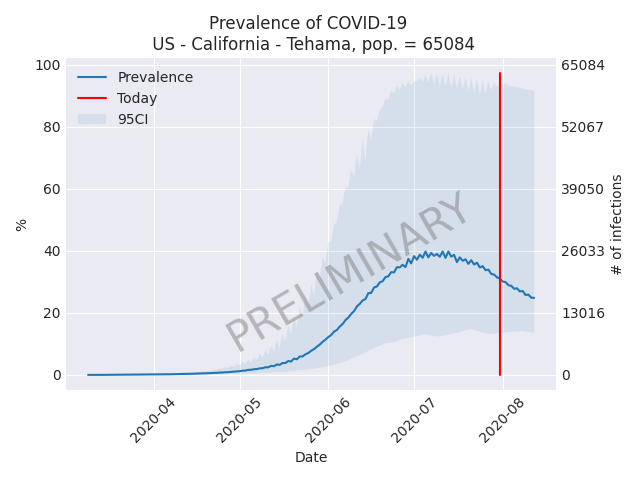 Prevalence of COVID-19
US - California - Tehama, pop. = 65084
Prevalence
Today
95CI
PRELIMINARY
100
80
60
40
20
0
%
65084
52067
39050
26033
13016
0
# of infections
2020-04
2020-05
2020-06
2020-07
2020-08
Date